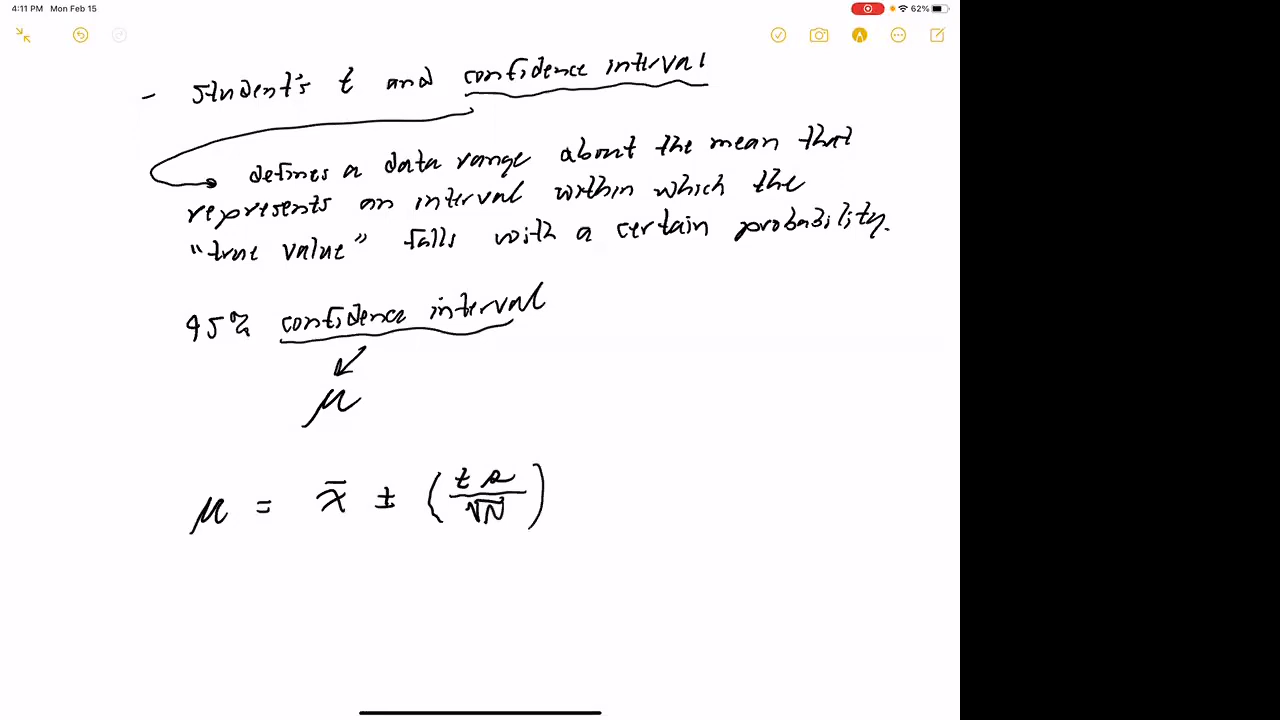 4:11 PM Mon Feb 15 62%
- Student's t and confidence interval
defines a data range about the mean that
represents an interval within which the
"true value" falls with a certain probability.
95% confidence interval
μ
μ = x̄ ± (t s / √N)